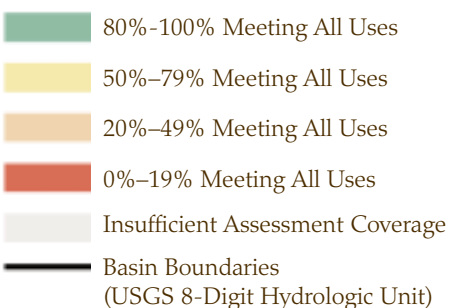 80%-100% Meeting All Uses
50%–79% Meeting All Uses
20%–49% Meeting All Uses
0%–19% Meeting All Uses
Insufficient Assessment Coverage
Basin Boundaries
(USGS 8-Digit Hydrologic Unit)